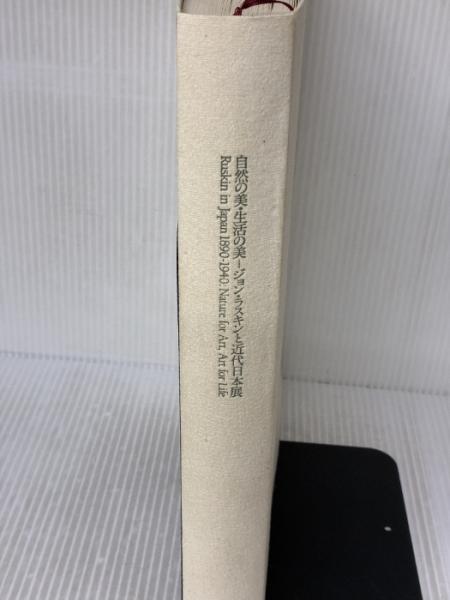 自然の美・生活の美－ジョン・ラスキンと近代日本展
Ruskin in Japan 1890-1940: Nature for Art, Art for Life